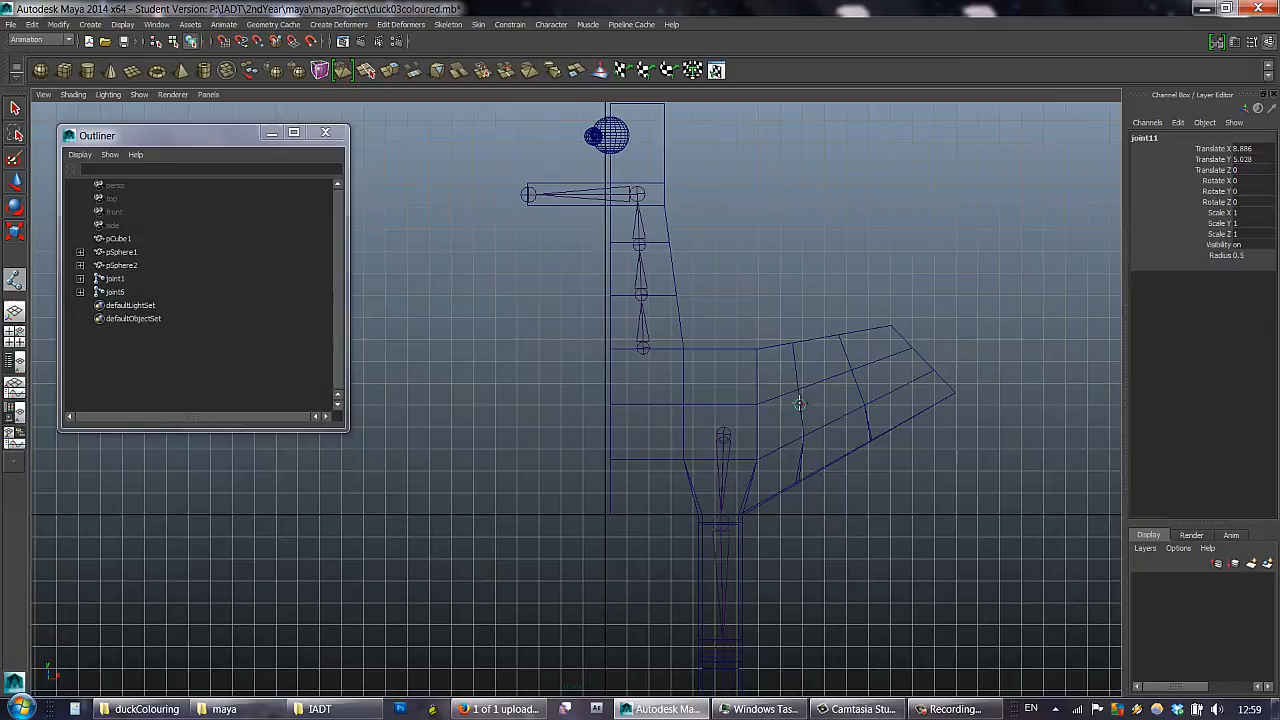 Autodesk Maya 2014 x64 - Student Version: P:\IADT\2ndYear\maya\mayaProject\duck03coloured.mb*
File Edit Modify Create Display Window Assets Animate Geometry Cache Create Deformers Edit Deformers Skeleton Skin Constrain Character Muscle Pipeline Cache Help
Animation
View Shading Lighting Show Renderer Panels
Outliner
Display Show Help
persp
top
front
side
pCube1
pSphere1
pSphere2
joint1
joint5
defaultLightSet
defaultObjectSet
Channel Box / Layer Editor
Channels Edit Object Show
joint11
Translate X 8.886
Translate Y 5.028
Translate Z 0
Rotate X 0
Rotate Y 0
Rotate Z 0
Scale X 1
Scale Y 1
Scale Z 1
Visibility on
Radius 0.5
Display Render Anim
Layers Options Help
y
x
duckColouring maya IADT 1 of 1 upload... Autodesk Ma... Windows Tas... Camtasia Stu... Recording... EN 12:59